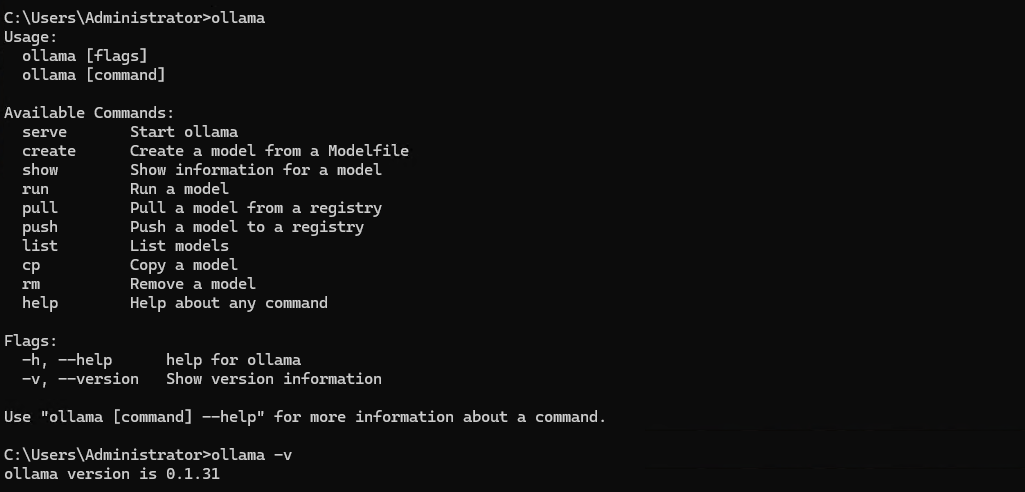 C:\Users\Administrator>ollama
Usage:
  ollama [flags]
  ollama [command]

Available Commands:
  serve       Start ollama
  create      Create a model from a Modelfile
  show        Show information for a model
  run         Run a model
  pull        Pull a model from a registry
  push        Push a model to a registry
  list        List models
  cp          Copy a model
  rm          Remove a model
  help        Help about any command

Flags:
  -h, --help      help for ollama
  -v, --version   Show version information

Use "ollama [command] --help" for more information about a command.

C:\Users\Administrator>ollama -v
ollama version is 0.1.31